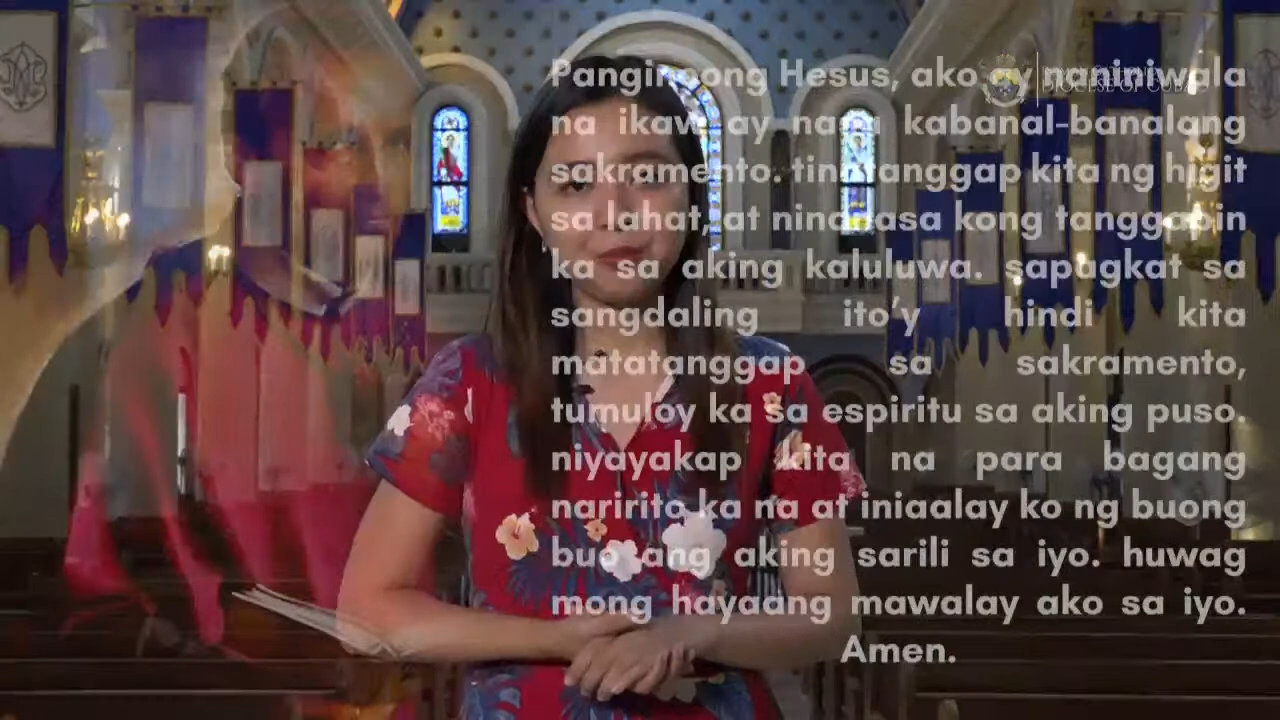 DIOCESE OF CUBAO
Panginoong Hesus, ako ay naniniwala
na ikaw ay nasa kabanal-banalang
sakramento. tinatanggap kita ng higit
sa lahat, at ninanasa kong tanggapin
ka sa aking kaluluwa. sapagkat sa
sangdaling ito'y hindi kita
matatanggap sa sakramento,
tumuloy ka sa espiritu sa aking puso.
niyayakap kita na para bagang
naririto ka na at iniaalay ko ng buong
buo ang aking sarili sa iyo. huwag
mong hayaang mawalay ako sa iyo.
Amen.